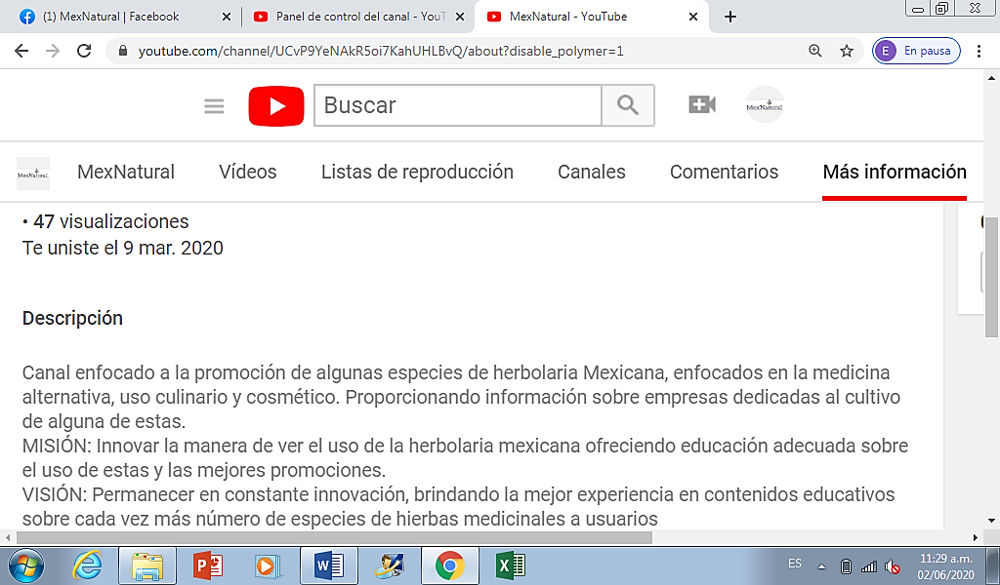 (1) MexNatural | Facebook
Panel de control del canal - YouT
MexNatural - YouTube
youtube.com/channel/UCvP9YeNAkR5oi7KahUHLBvQ/about?disable_polymer=1
E En pausa
Buscar
MexNatural
MexNatural
MexNatural Vídeos Listas de reproducción Canales Comentarios Más información
• 47 visualizaciones
Te uniste el 9 mar. 2020
Descripción
Canal enfocado a la promoción de algunas especies de herbolaria Mexicana, enfocados en la medicina
alternativa, uso culinario y cosmético. Proporcionando información sobre empresas dedicadas al cultivo
de alguna de estas.
MISIÓN: Innovar la manera de ver el uso de la herbolaria mexicana ofreciendo educación adecuada sobre
el uso de estas y las mejores promociones.
VISIÓN: Permanecer en constante innovación, brindando la mejor experiencia en contenidos educativos
sobre cada vez más número de especies de hierbas medicinales a usuarios
ES
11:29 a.m.
02/06/2020